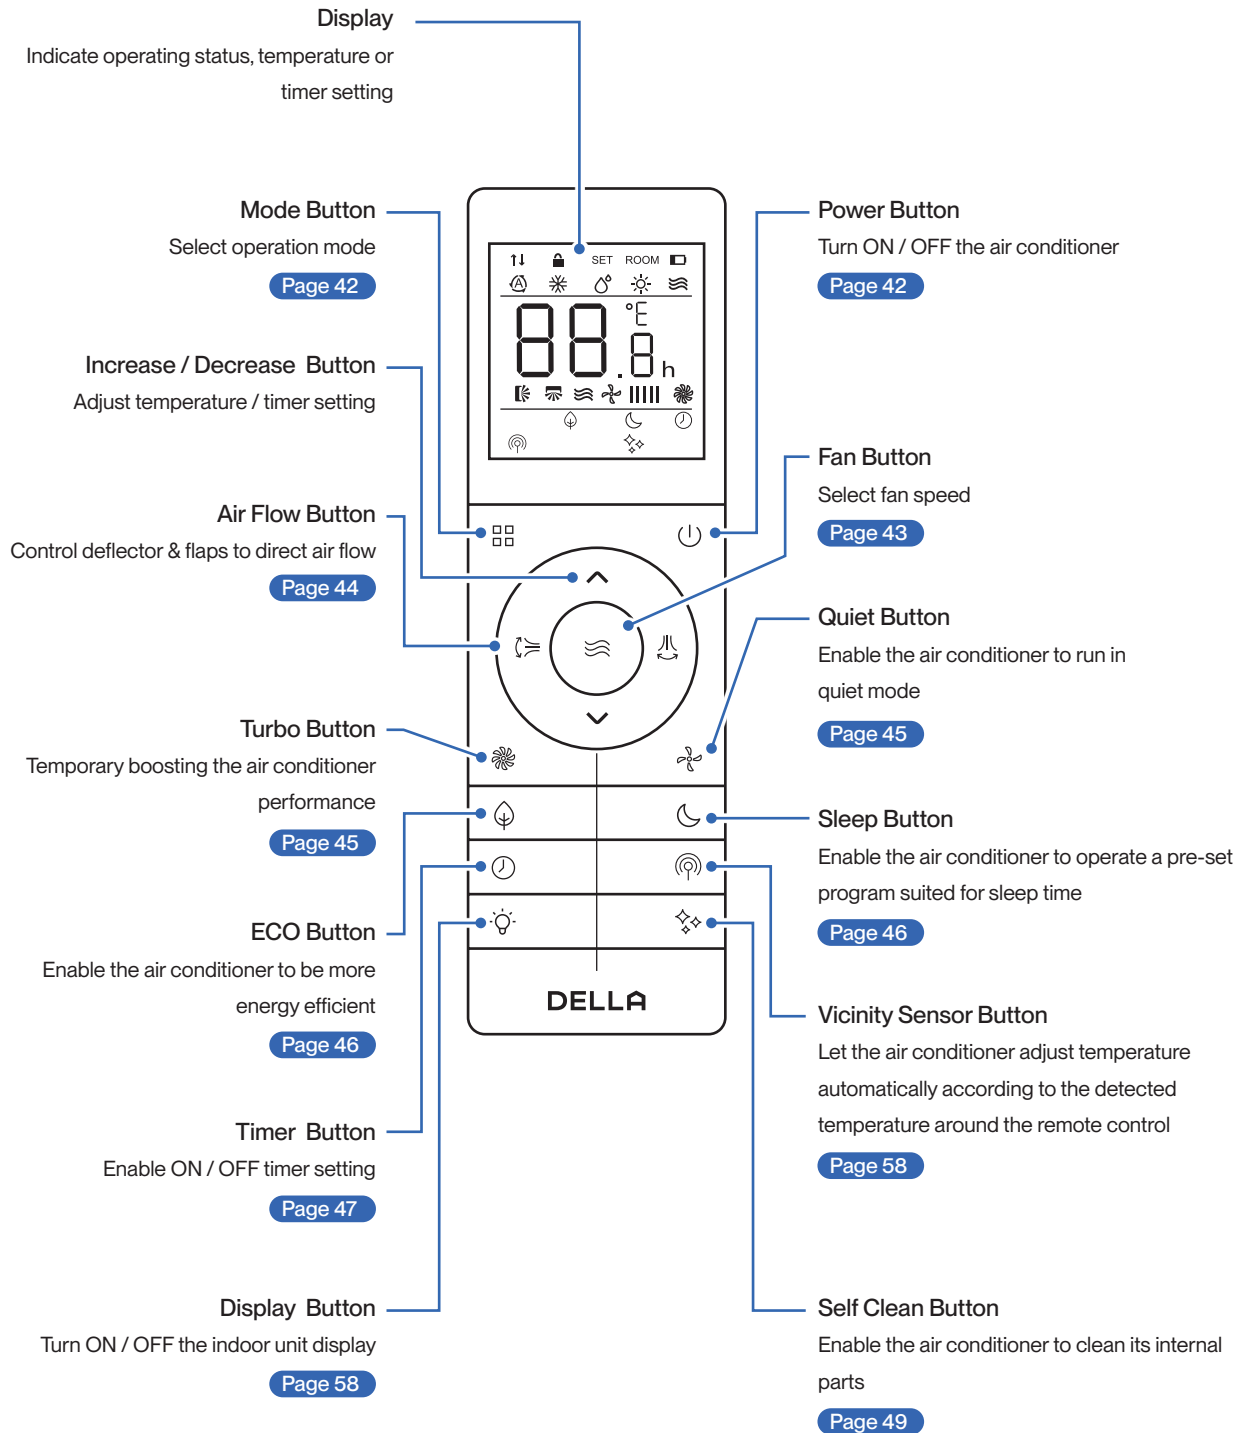 Display
Indicate operating status, temperature or
timer setting
Mode Button
Select operation mode
Page 42
Increase / Decrease Button
Adjust temperature / timer setting
Air Flow Button
Control deflector & flaps to direct air flow
Page 44
Turbo Button
Temporary boosting the air conditioner
performance
Page 45
ECO Button
Enable the air conditioner to be more
energy efficient
Page 46
Timer Button
Enable ON / OFF timer setting
Page 47
Display Button
Turn ON / OFF the indoor unit display
Page 58
SET ROOM
A
88.8 °E h
DELLA
Power Button
Turn ON / OFF the air conditioner
Page 42
Fan Button
Select fan speed
Page 43
Quiet Button
Enable the air conditioner to run in
quiet mode
Page 45
Sleep Button
Enable the air conditioner to operate a pre-set
program suited for sleep time
Page 46
Vicinity Sensor Button
Let the air conditioner adjust temperature
automatically according to the detected
temperature around the remote control
Page 58
Self Clean Button
Enable the air conditioner to clean its internal
parts
Page 49